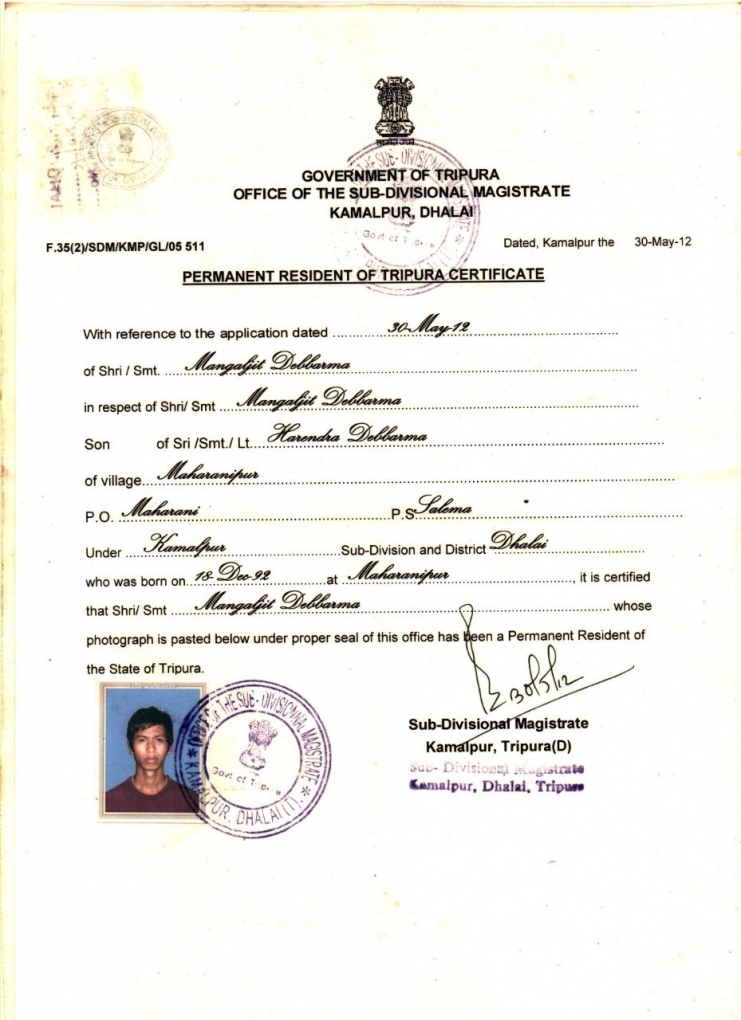 GOVERNMENT OF TRIPURA
OFFICE OF THE SUB-DIVISIONAL MAGISTRATE
KAMALPUR, DHALAI
F.35(2)/SDM/KMP/GL/05 511 Dated, Kamalpur the 30-May-12
PERMANENT RESIDENT OF TRIPURA CERTIFICATE
With reference to the application dated 30-May-12
of Shri / Smt. Mangaljit Debbarma
in respect of Shri/ Smt Mangaljit Debbarma
Son of Sri /Smt./ Lt. Harendra Debbarma
of village Maharanipur
P.O. Maharani P.S Salema
Under Kamalpur Sub-Division and District Dhalai
who was born on 18-Dec-92 at Maharanipur, it is certified
that Shri/ Smt Mangaljit Debbarma whose
photograph is pasted below under proper seal of this office has been a Permanent Resident of
the State of Tripura.
30/5/12
Sub-Divisional Magistrate
Kamalpur, Tripura(D)
Sub- Divisional Magistrate
Kamalpur, Dhalai, Tripura
OFFICE OF THE SUB-DIVISIONAL MAGISTRATE
Govt of Tripura
KAMALPUR, DHALAI (T).